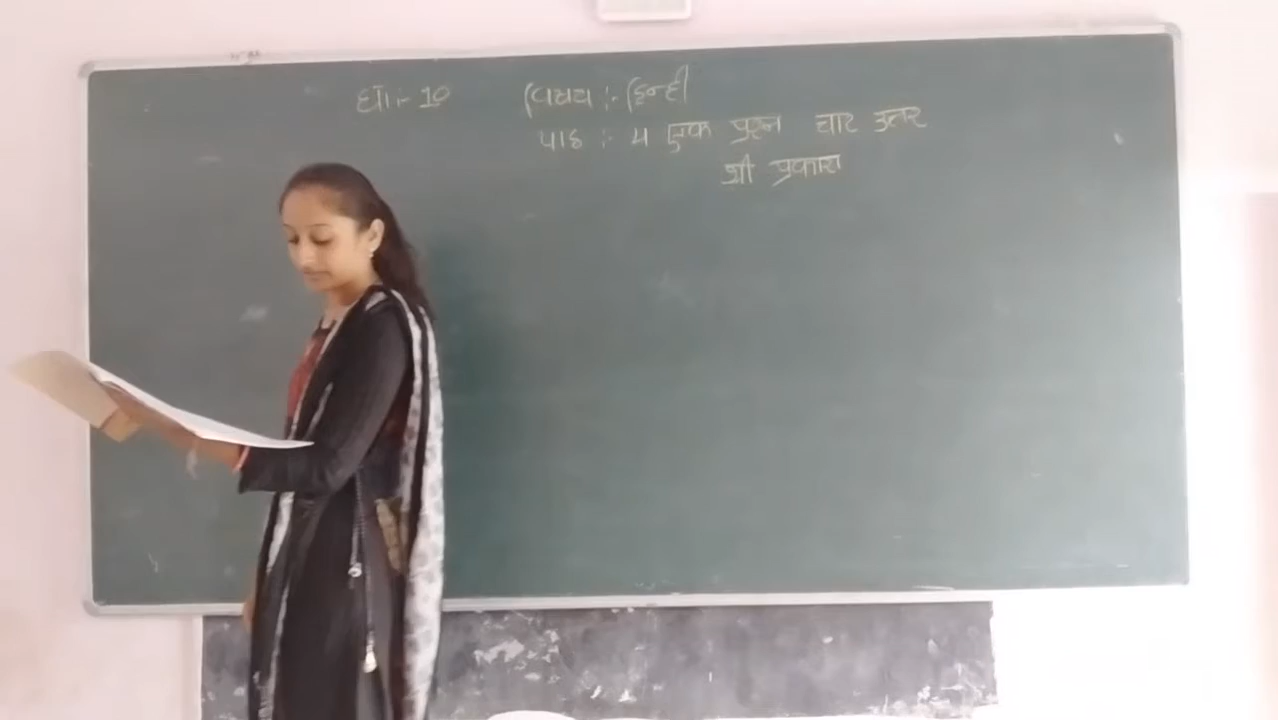 धो :- 10 विषय :- हिन्दी
पाठ :- 4 एक प्रश्न चार उत्तर
श्री प्रकाश